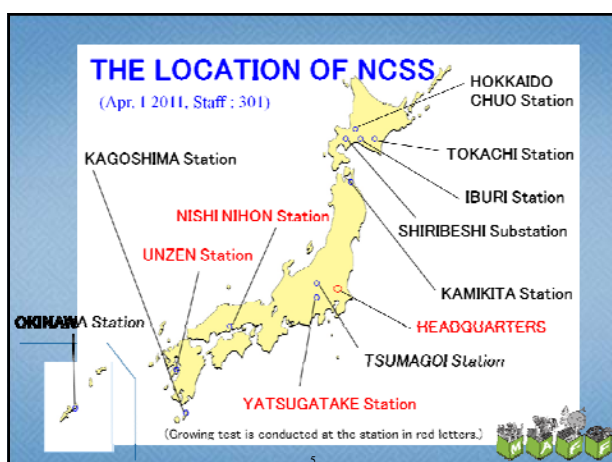 THE LOCATION OF NCSS
(Apr. 1 2011, Staff : 301)
HOKKAIDO
CHUO Station
KAGOSHIMA Station
TOKACHI Station
NISHI NIHON Station
IBURI Station
UNZEN Station
SHIRIBESHI Substation
KAMIKITA Station
OKINAWA Station
HEADQUARTERS
TSUMAGOI Station
YATSUGATAKE Station
(Growing test is conducted at the station in red letters.)
5
MAFF